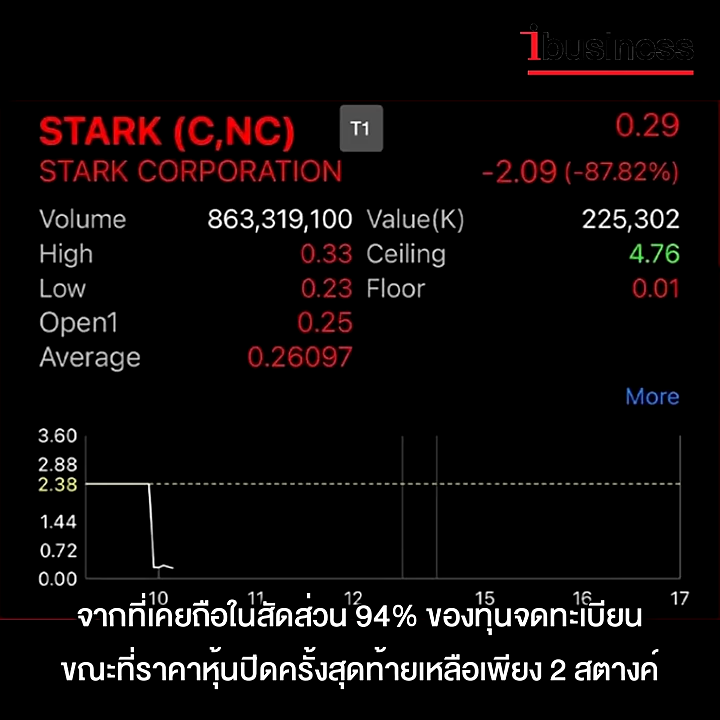 ibusiness
STARK (C,NC) T1 0.29
STARK CORPORATION -2.09 (-87.82%)
Volume 863,319,100 Value(K) 225,302
High 0.33 Ceiling 4.76
Low 0.23 Floor 0.01
Open1 0.25
Average 0.26097
More
3.60
2.88
2.38
1.44
0.72
0.00
10 11 12 15 16 17
จากที่เคยถือในสัดส่วน 94% ของทุนจดทะเบียน
ขณะที่ราคาหุ้นปิดครั้งสุดท้ายเหลือเพียง 2 สตางค์